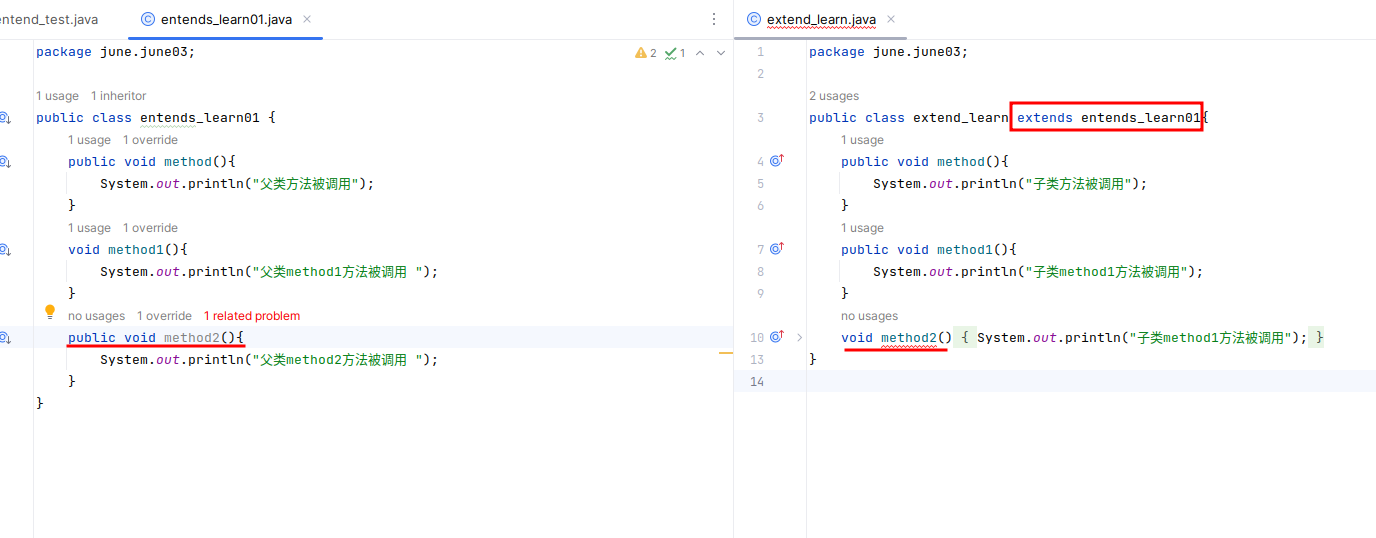 entend_test.java
entends_learn01.java
package june.june03;
2
1
1 usage 1 inheritor
public class entends_learn01 {
1 usage 1 override
public void method(){
System.out.println("父类方法被调用");
}
1 usage 1 override
void method1(){
System.out.println("父类method1方法被调用 ");
}
no usages 1 override 1 related problem
public void method2(){
System.out.println("父类method2方法被调用 ");
}
}
extend_learn.java
1 package june.june03;
2
2 usages
3 public class extend_learn extends entends_learn01{
1 usage
4 public void method(){
5 System.out.println("子类方法被调用");
6 }
1 usage
7 public void method1(){
8 System.out.println("子类method1方法被调用");
9 }
no usages
10 void method2() { System.out.println("子类method1方法被调用"); }
13 }
14